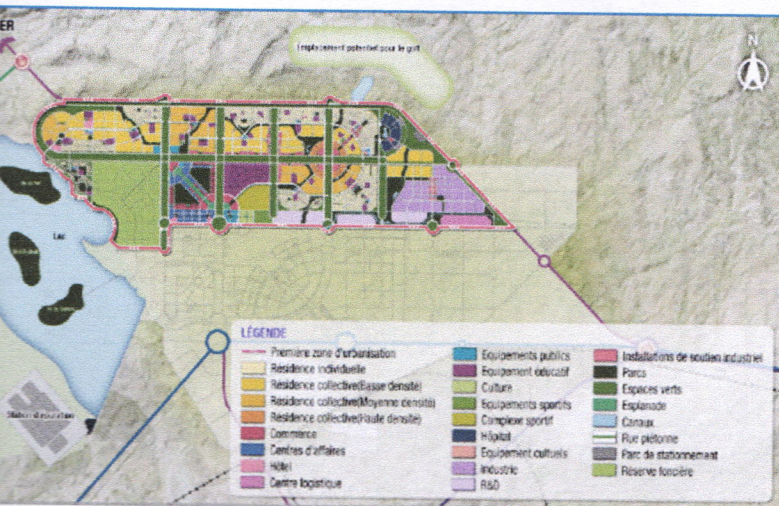 ER
Emplacement potentiel pour le golf
N
Lac
Station d'épuration
LÉGENDE
Première zone d'urbanisation
Résidence individuelle
Résidence collective(Basse densité)
Résidence collective(Moyenne densité)
Résidence collective(Haute densité)
Commerce
Centres d'affaires
Hôtel
Centre logistique
Equipements publics
Equipement éducatif
Culture
Equipements sportifs
Complexe sportif
Hôpital
Equipement cultuels
Industrie
R&D
Installations de soutien industriel
Parcs
Espaces verts
Esplanade
Canaux
Rue piétonne
Parc de stationnement
Réserve foncière